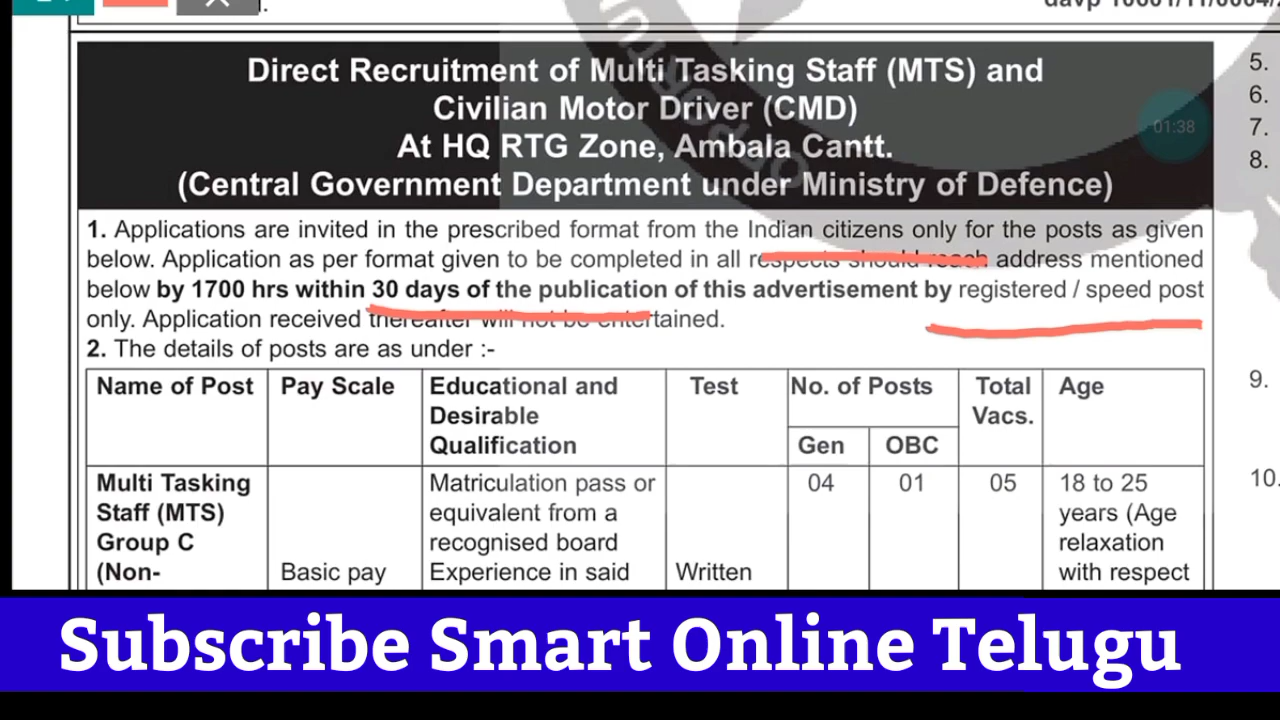 Direct Recruitment of Multi Tasking Staff (MTS) and
Civilian Motor Driver (CMD)
At HQ RTG Zone, Ambala Cantt.
(Central Government Department under Ministry of Defence)
01:38
5.
6.
7.
8.
1. Applications are invited in the prescribed format from the Indian citizens only for the posts as given
below. Application as per format given to be completed in all respects should reach address mentioned
below by 1700 hrs within 30 days of the publication of this advertisement by registered / speed post
only. Application received thereafter will not be entertained.
2. The details of posts are as under :-
9.
10.
Name of Post Pay Scale Educational and Test No. of Posts Total Age
Desirable Vacs.
Qualification Gen OBC
Multi Tasking Matriculation pass or 04 01 05 18 to 25
Staff (MTS) equivalent from a years (Age
Group C recognised board relaxation
(Non- Basic pay Experience in said Written with respect
Subscribe Smart Online Telugu